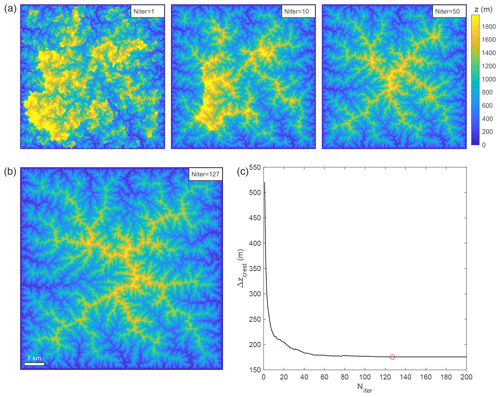 (a)
Niter=1
Niter=10
Niter=50
z (m)
1800
1600
1400
1200
1000
800
600
400
200
0
(b)
Niter=127
1 km
(c)
550
500
450
400
350
300
250
200
150
Δz_crest (m)
0 20 40 60 80 100 120 140 160 180 200
N_iter